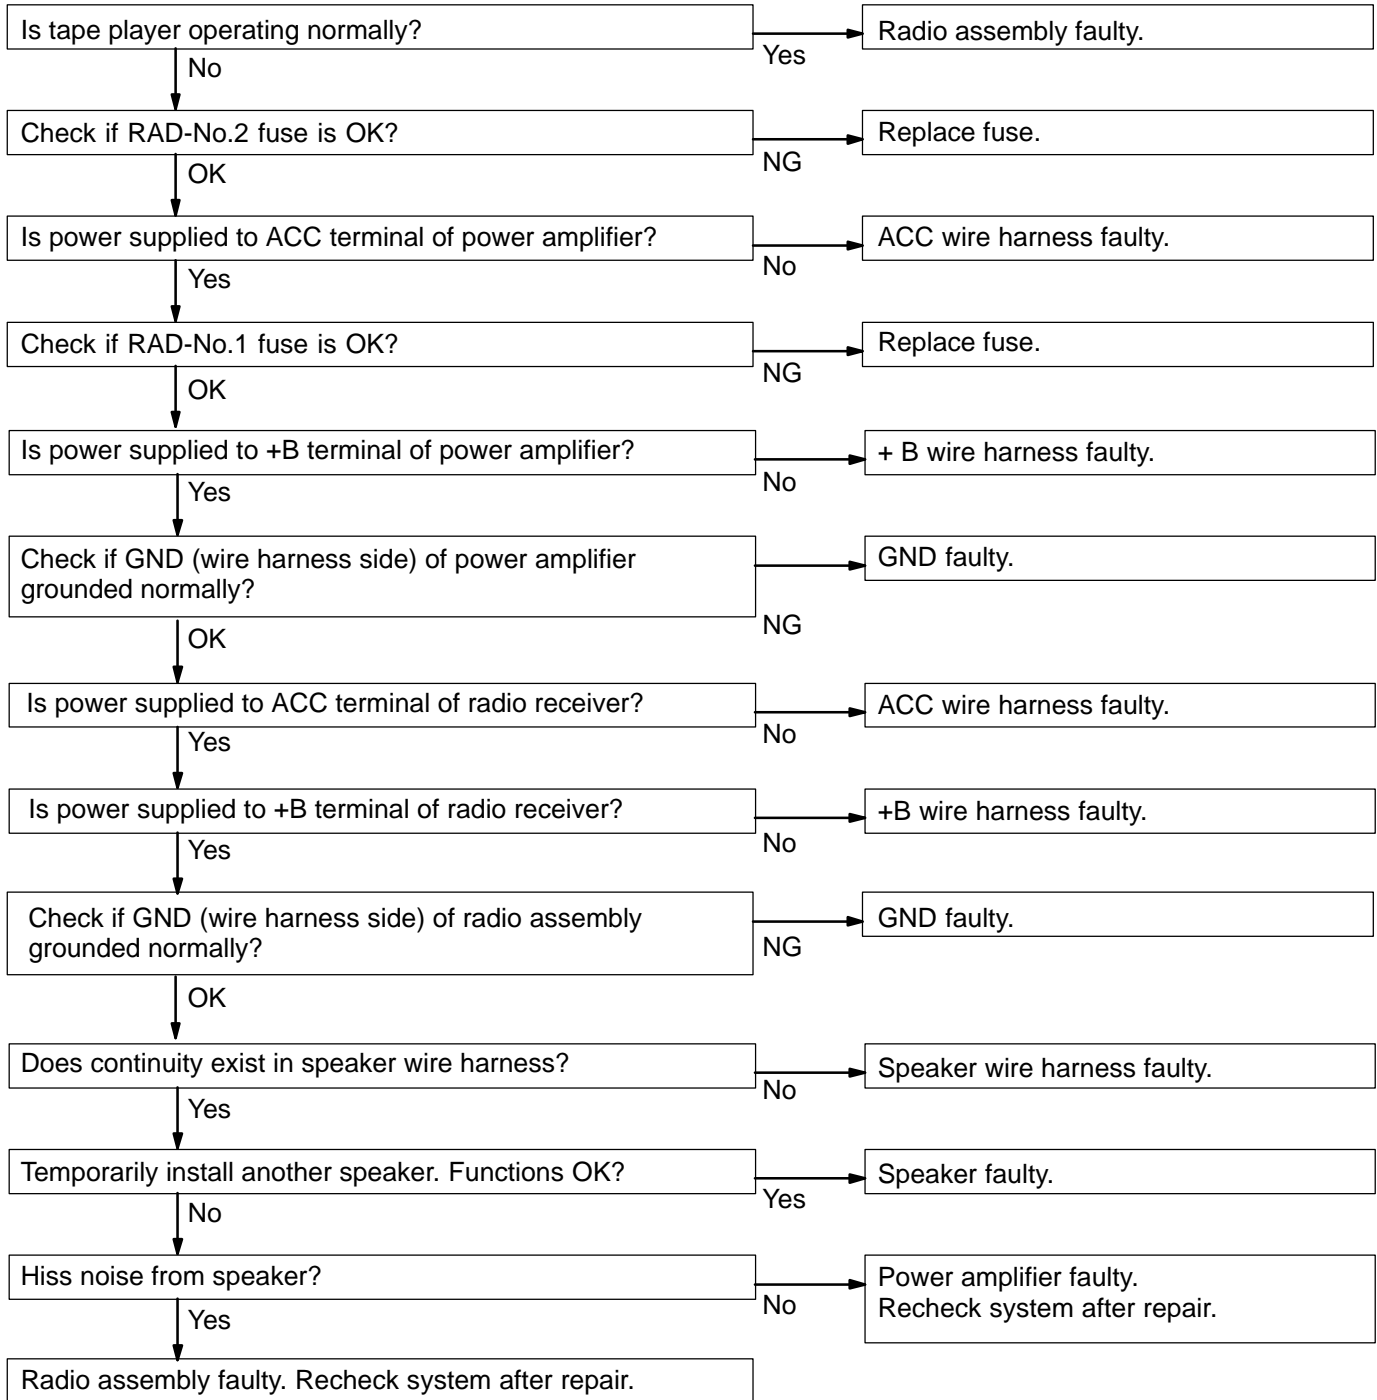 Is tape player operating normally?
Yes
Radio assembly faulty.
No
Check if RAD-No.2 fuse is OK?
NG
Replace fuse.
OK
Is power supplied to ACC terminal of power amplifier?
No
ACC wire harness faulty.
Yes
Check if RAD-No.1 fuse is OK?
NG
Replace fuse.
OK
Is power supplied to +B terminal of power amplifier?
No
+ B wire harness faulty.
Yes
Check if GND (wire harness side) of power amplifier
grounded normally?
NG
GND faulty.
OK
Is power supplied to ACC terminal of radio receiver?
No
ACC wire harness faulty.
Yes
Is power supplied to +B terminal of radio receiver?
No
+B wire harness faulty.
Yes
Check if GND (wire harness side) of radio assembly
grounded normally?
NG
GND faulty.
OK
Does continuity exist in speaker wire harness?
No
Speaker wire harness faulty.
Yes
Temporarily install another speaker. Functions OK?
Yes
Speaker faulty.
No
Hiss noise from speaker?
No
Power amplifier faulty.
Recheck system after repair.
Yes
Radio assembly faulty. Recheck system after repair.